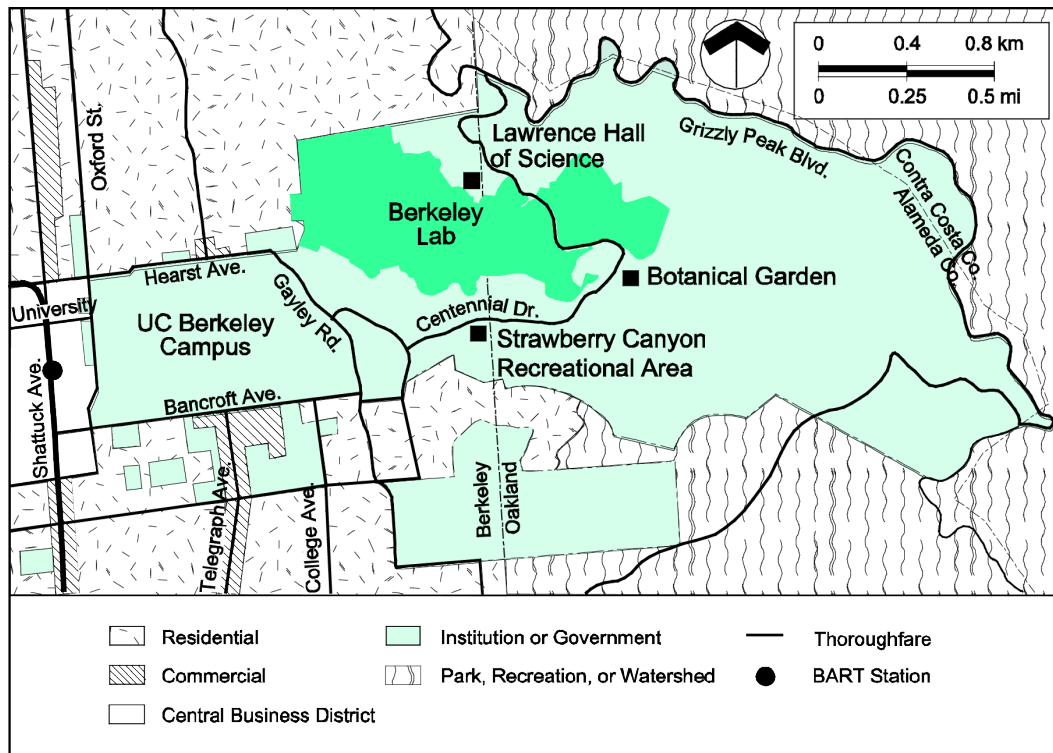 0 0.4 0.8 km
0 0.25 0.5 mi
Oxford St.
Lawrence Hall
of Science
Grizzly Peak Blvd.
Contra Costa Co.
Alameda Co.
Berkeley
Lab
Hearst Ave.
Botanical Garden
University
Gayley Rd.
Centennial Dr.
UC Berkeley
Campus
Strawberry Canyon
Recreational Area
Shattuck Ave.
Bancroft Ave.
Telegraph Ave.
College Ave.
Berkeley
Oakland
Residential
Institution or Government
Thoroughfare
Commercial
Park, Recreation, or Watershed
BART Station
Central Business District